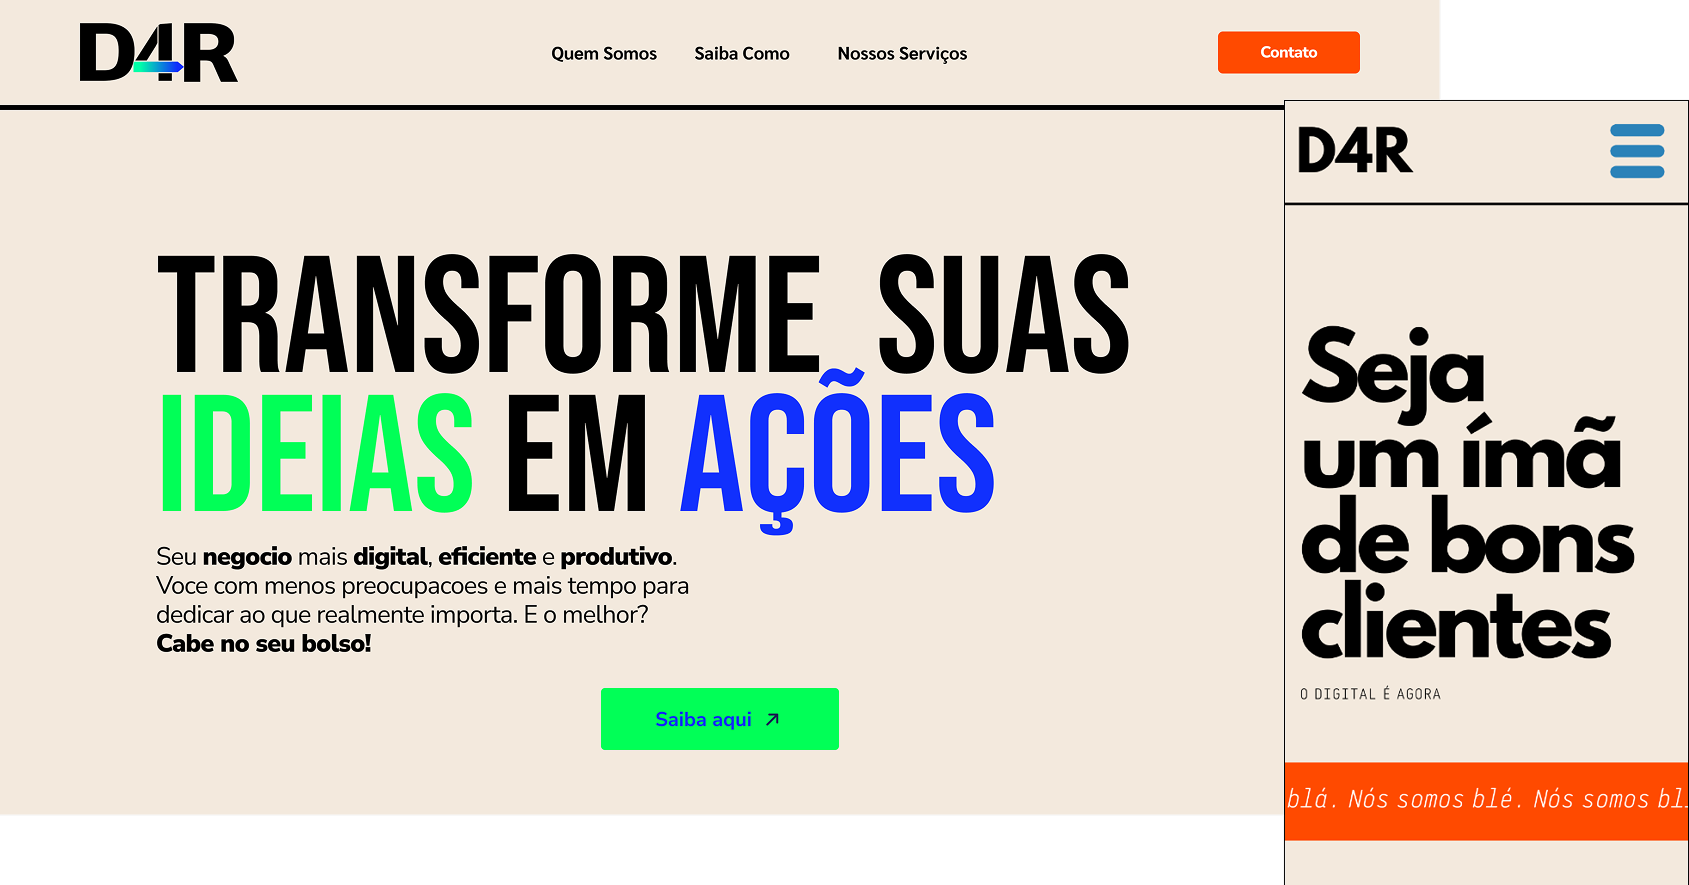 D4R
Quem Somos
Saiba Como
Nossos Serviços
Contato
TRANSFORME SUAS
IDEIAS EM AÇÕES
Seu negocio mais digital, eficiente e produtivo.
Voce com menos preocupacoes e mais tempo para
dedicar ao que realmente importa. E o melhor?
Cabe no seu bolso!
Saiba aqui
D4R
Seja
um ímã
de bons
clientes
O DIGITAL É AGORA
blá. Nós somos blé. Nós somos bl